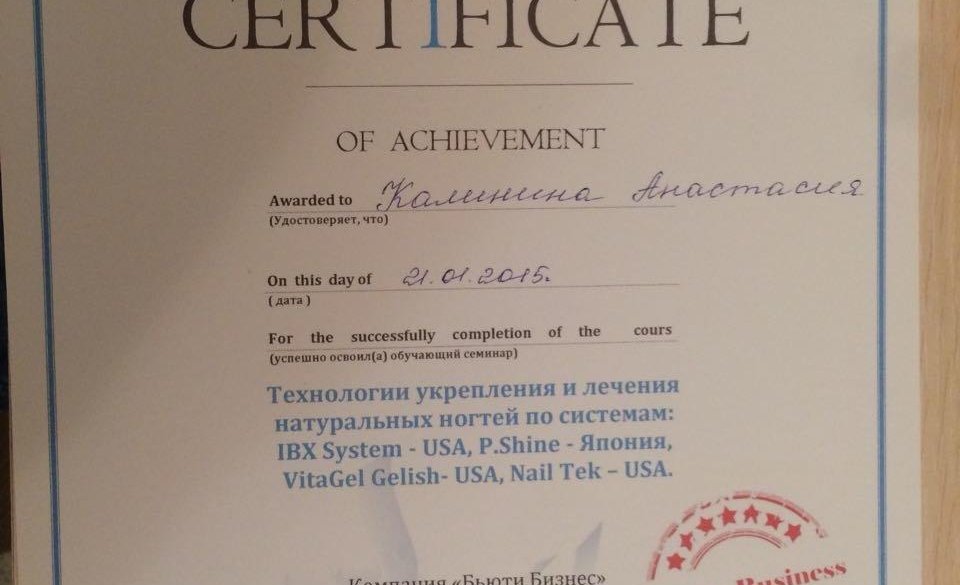 CERTIFICATE
OF ACHIEVEMENT
Awarded to Калинина Анастасия
(Удостоверяет, что)
On this day of 21.01.2015г.
( дата )
For the successfully completion of the cours
(успешно освоил(а) обучающий семинар)
Технологии укрепления и лечения
натуральных ногтей по системам:
IBX System - USA, P.Shine - Япония,
VitaGel Gelish- USA, Nail Tek – USA.
Компания «Бьюти Бизнес»
Business